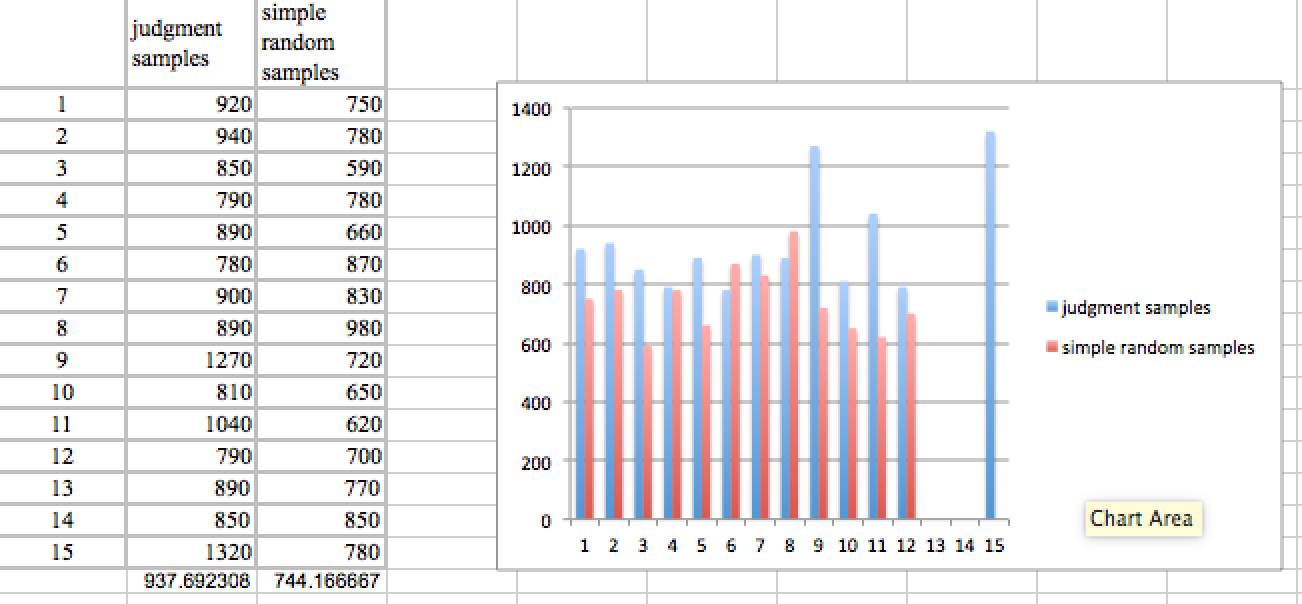 judgment samples
simple random samples
1 920 750
2 940 780
3 850 590
4 790 780
5 890 660
6 780 870
7 900 830
8 890 980
9 1270 720
10 810 650
11 1040 620
12 790 700
13 890 770
14 850 850
15 1320 780
937.692308 744.166667
1400
1200
1000
800
600
400
200
0
1 2 3 4 5 6 7 8 9 10 11 12 13 14 15
judgment samples
simple random samples
Chart Area